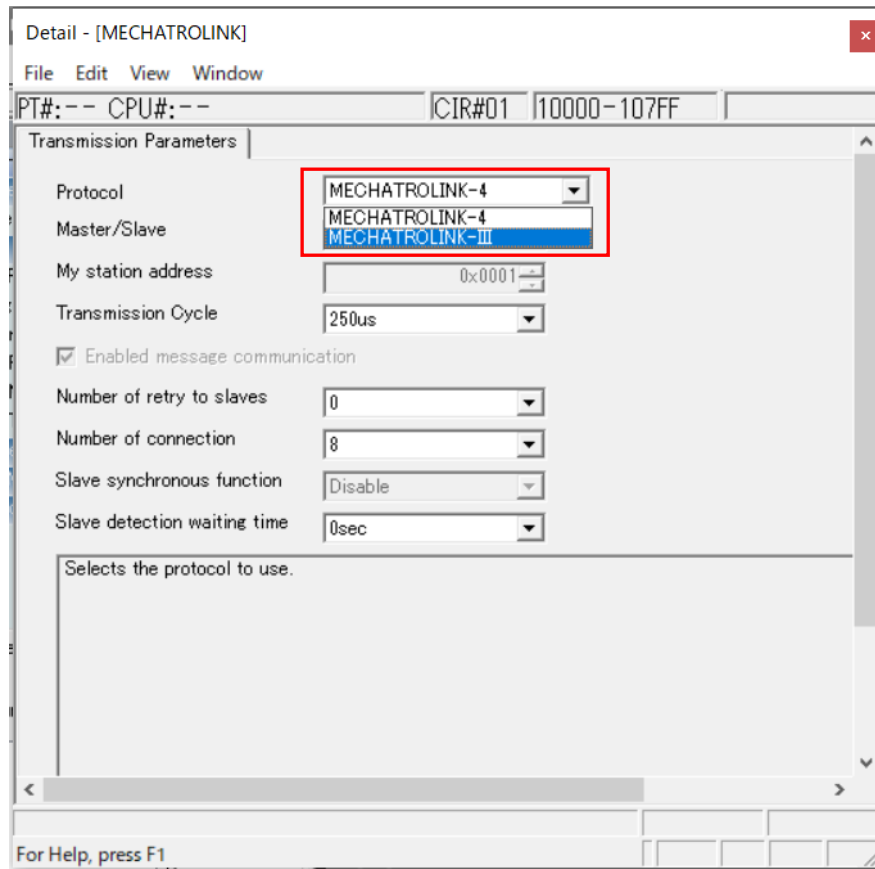 Detail - [MECHATROLINK]
File Edit View Window
PT#:-- CPU#:-- CIR#01 10000-107FF
Transmission Parameters
Protocol MECHATROLINK-4
MECHATROLINK-4
MECHATROLINK-Ⅲ
Master/Slave
My station address 0x0001
Transmission Cycle 250us
Enabled message communication
Number of retry to slaves 0
Number of connection 8
Slave synchronous function Disable
Slave detection waiting time 0sec
Selects the protocol to use.
For Help, press F1